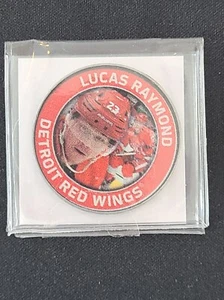 LUCAS RAYMOND
23
DETROIT RED WINGS